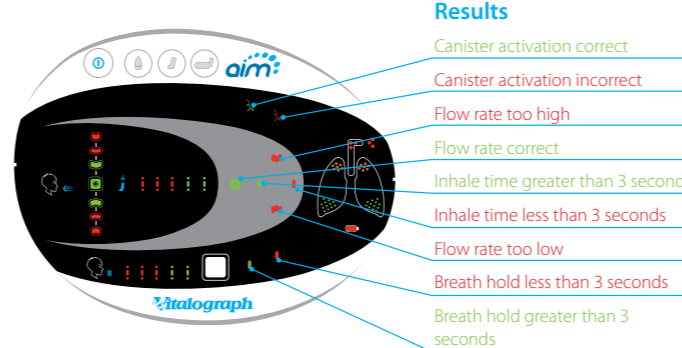 Results
Canister activation correct
Canister activation incorrect
Flow rate too high
Flow rate correct
Inhale time greater than 3 second
Inhale time less than 3 seconds
Flow rate too low
Breath hold less than 3 seconds
Breath hold greater than 3
seconds
aim
Vitalograph